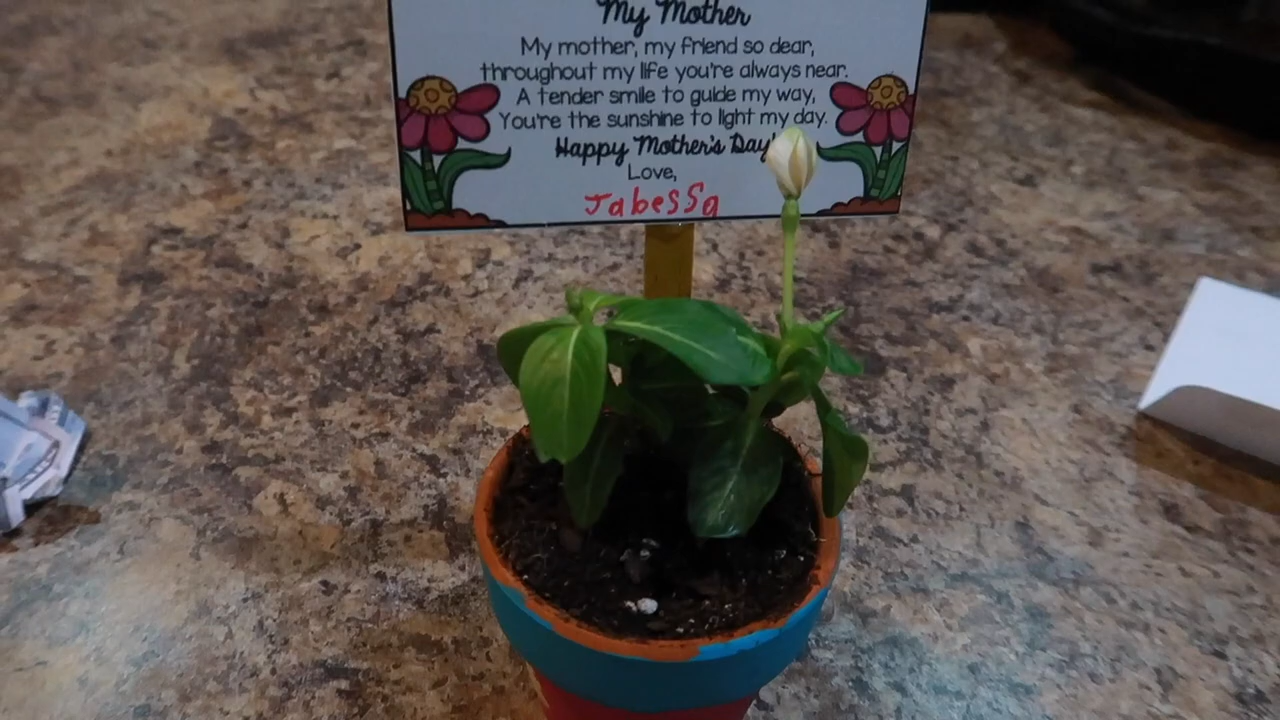 My Mother
My mother, my friend so dear,
throughout my life you're always near.
A tender smile to guide my way,
You're the sunshine to light my day.
Happy Mother's Day!
Love,
Jabessa